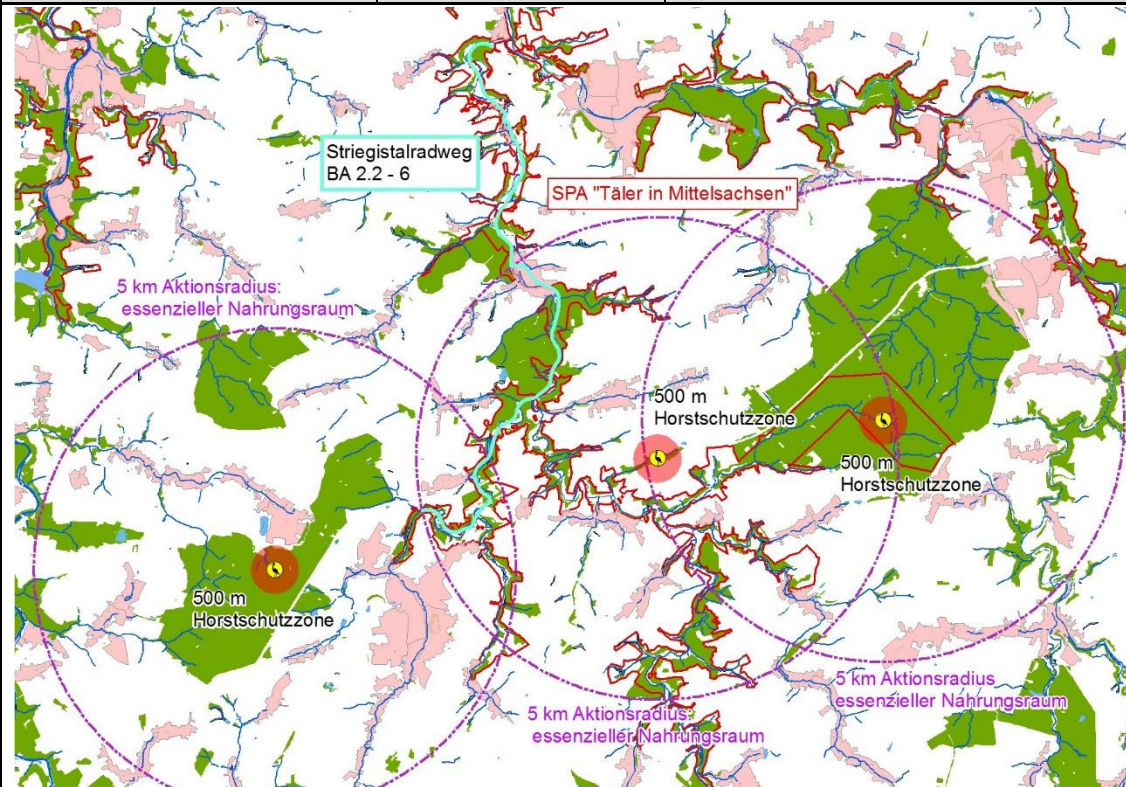 Striegistalradweg
BA 2.2 - 6
SPA "Täler in Mittelsachsen"
5 km Aktionsradius:
essenzieller Nahrungsraum
500 m
Horstschutzzone
500 m
Horstschutzzone
500 m
Horstschutzzone
5 km Aktionsradius
essenzieller Nahrungsraum
5 km Aktionsradius:
essenzieller Nahrungsraum